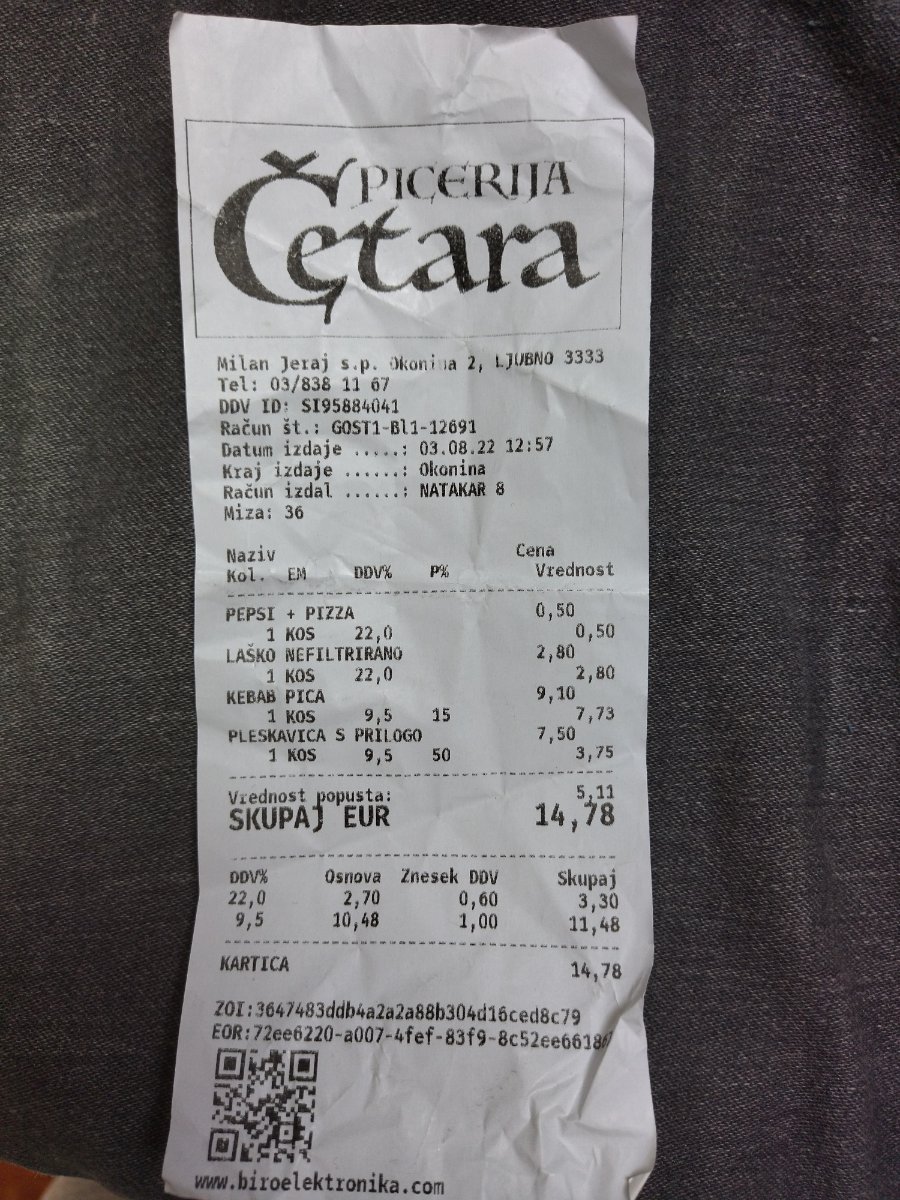 PICERIJA
Četara
Milan Jeraj s.p. Okonina 2, LJUBNO 3333
Tel: 03/838 11 67
DDV ID: SI95884041
Račun št.: GOST1-Bl1-12691
Datum izdaje .....: 03.08.22 12:57
Kraj izdaje ......: Okonina
Račun izdal ......: NATAKAR 8
Miza: 36
Naziv Cena
Kol. EM DDV% P% Vrednost
PEPSI + PIZZA 0,50
1 KOS 22,0 0,50
LAŠKO NEFILTRIRANO 2,80
1 KOS 22,0 2,80
KEBAB PICA 9,10
1 KOS 9,5 15 7,73
PLESKAVICA S PRILOGO 7,50
1 KOS 9,5 50 3,75
Vrednost popusta: 5,11
SKUPAJ EUR 14,78
DDV% Osnova Znesek DDV Skupaj
22,0 2,70 0,60 3,30
9,5 10,48 1,00 11,48
KARTICA 14,78
ZOI:3647483ddb4a2a2a88b304d16ced8c79
www.biroelektronika.com